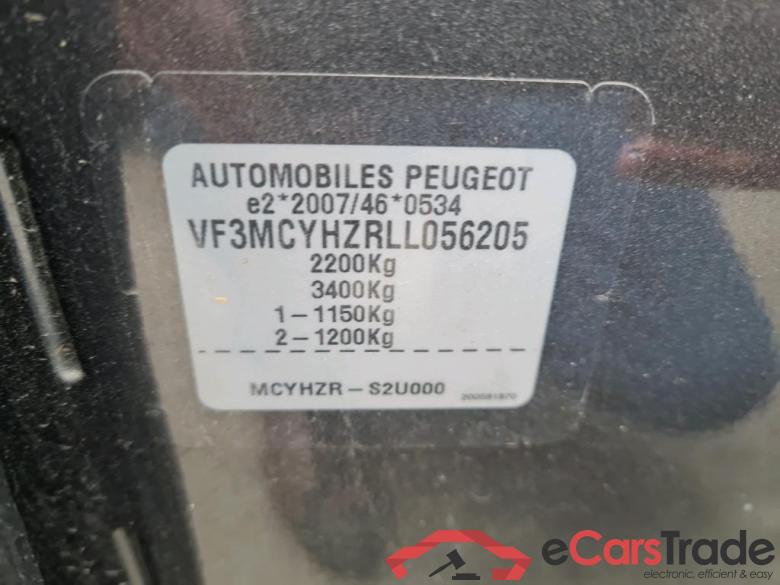 AUTOMOBILES PEUGEOT
e2*2007/46*0534
VF3MCYHZRLL056205
2200Kg
3400Kg
1-1150Kg
2-1200Kg
MCYHZR-S2U000
eCarsTrade
electronic, efficient & easy